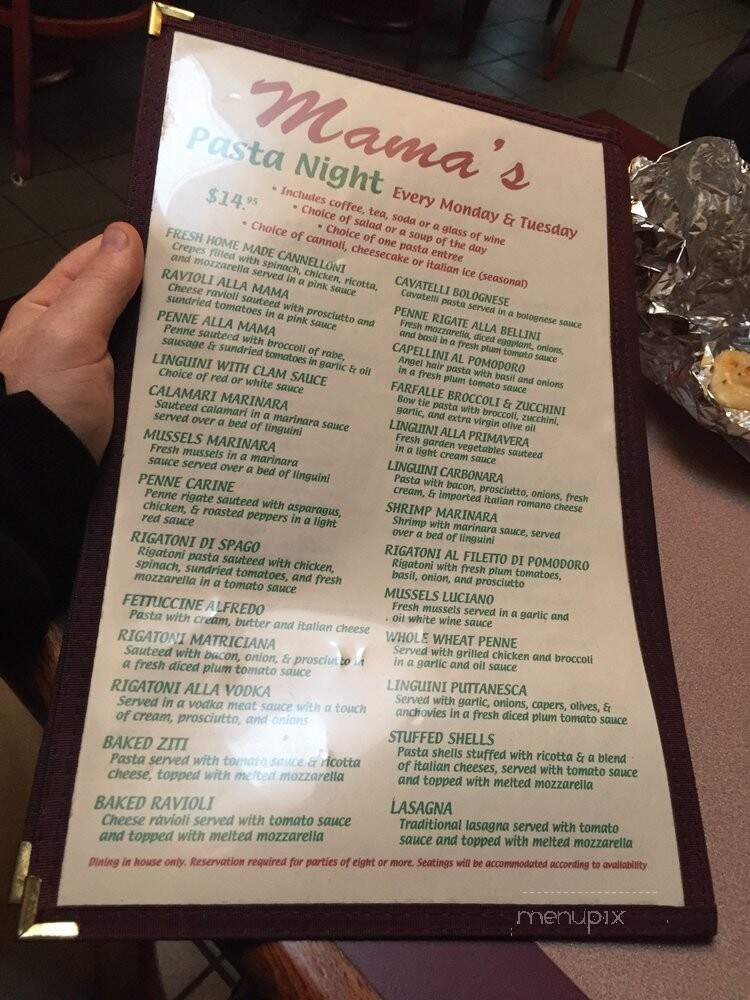 Mama's
Pasta Night Every Monday & Tuesday
$14.95
• Includes coffee, tea, soda or a glass of wine
• Choice of salad or a soup of the day
• Choice of one pasta entree
• Choice of cannoli, cheesecake or italian ice (seasonal)
FRESH HOME MADE CANNELLONI
Crepes filled with spinach, chicken, ricotta,
and mozzarella served in a pink sauce
RAVIOLI ALLA MAMA
Cheese ravioli sauteed with prosciutto and
sundried tomatoes in a pink sauce
PENNE ALLA MAMA
Penne sauteed with broccoli of rabe,
sausage & sundried tomatoes in garlic & oil
LINGUINI WITH CLAM SAUCE
Choice of red or white sauce
CALAMARI MARINARA
Sauteed calamari in a marinara sauce
served over a bed of linguini
MUSSELS MARINARA
Fresh mussels in a marinara
sauce served over a bed of linguini
PENNE CARINE
Penne rigate sauteed with asparagus,
chicken, & roasted peppers in a light
red sauce
RIGATONI DI SPAGO
Rigatoni pasta sauteed with chicken,
spinach, sundried tomatoes, and fresh
mozzarella in a tomato sauce
FETTUCCINE ALFREDO
Pasta with cream, butter and italian cheese
RIGATONI MATRICIANA
Sauteed with bacon, onion, & prosciutto in
a fresh diced plum tomato sauce
RIGATONI ALLA VODKA
Served in a vodka meat sauce with a touch
of cream, prosciutto, and onions
BAKED ZITI
Pasta served with tomato sauce & ricotta
cheese, topped with melted mozzarella
BAKED RAVIOLI
Cheese ravioli served with tomato sauce
and topped with melted mozzarella
CAVATELLI BOLOGNESE
Cavatelli pasta served in a bolognese sauce
PENNE RIGATE ALLA BELLINI
Fresh mozzarella, diced eggplant, onions,
and basil in a fresh plum tomato sauce
CAPELLINI AL POMODORO
Angel hair pasta with basil and onions
in a fresh plum tomato sauce
FARFALLE BROCCOLI & ZUCCHINI
Bow tie pasta with broccoli, zucchini,
garlic, and extra virgin olive oil
LINGUINI ALLA PRIMAVERA
Fresh garden vegetables sauteed
in a light cream sauce
LINGUINI CARBONARA
Pasta with bacon, prosciutto, onions, fresh
cream, & imported italian romano cheese
SHRIMP MARINARA
Shrimp with marinara sauce, served
over a bed of linguini
RIGATONI AL FILETTO DI POMODORO
Rigatoni with fresh plum tomatoes,
basil, onion, and prosciutto
MUSSELS LUCIANO
Fresh mussels served in a garlic and
oil white wine sauce
WHOLE WHEAT PENNE
Served with grilled chicken and broccoli
in a garlic and oil sauce
LINGUINI PUTTANESCA
Served with garlic, onions, capers, olives, &
anchovies in a fresh diced plum tomato sauce
STUFFED SHELLS
Pasta shells stuffed with ricotta & a blend
of italian cheeses, served with tomato sauce
and topped with melted mozzarella
LASAGNA
Traditional lasagna served with tomato
sauce and topped with melted mozzarella
Dining in house only. Reservation required for parties of eight or more. Seatings will be accommodated according to availability
menupix